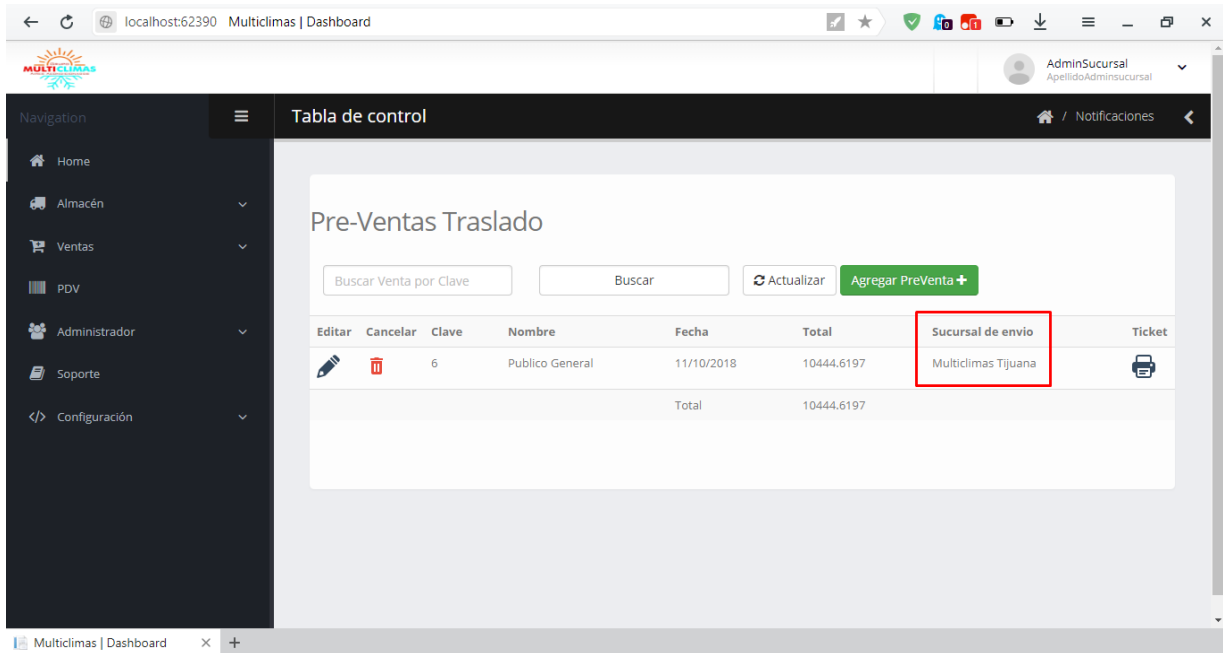 localhost:62390 Multiclimas | Dashboard
MULTICLIMAS
AdminSucursal
ApellidoAdminsucursal
Navigation
Tabla de control
/ Notificaciones
Home
Almacén
Ventas
PDV
Administrador
Soporte
</> Configuración
Pre-Ventas Traslado
Buscar Venta por Clave
Buscar
Actualizar
Agregar PreVenta +
Editar Cancelar Clave Nombre Fecha Total Sucursal de envio Ticket
6 Publico General 11/10/2018 10444.6197 Multiclimas Tijuana
Total 10444.6197
Multiclimas | Dashboard × +